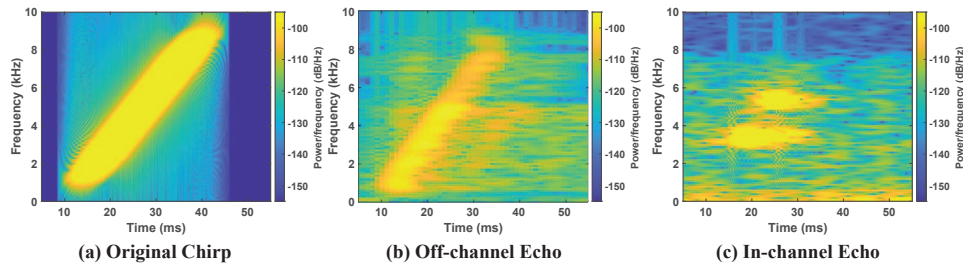 10
8
6
4
2
0
Frequency (kHz)
10 20 30 40 50
Time (ms)
-100
-110
-120
-130
-140
-150
Power/frequency (dB/Hz)
(a) Original Chirp
10
8
6
4
2
0
Frequency (kHz)
10 20 30 40 50
Time (ms)
-100
-110
-120
-130
-140
-150
Power/frequency (dB/Hz)
(b) Off-channel Echo
10
8
6
4
2
0
Frequency (kHz)
10 20 30 40 50
Time (ms)
-100
-110
-120
-130
-140
-150
Power/frequency (dB/Hz)
(c) In-channel Echo